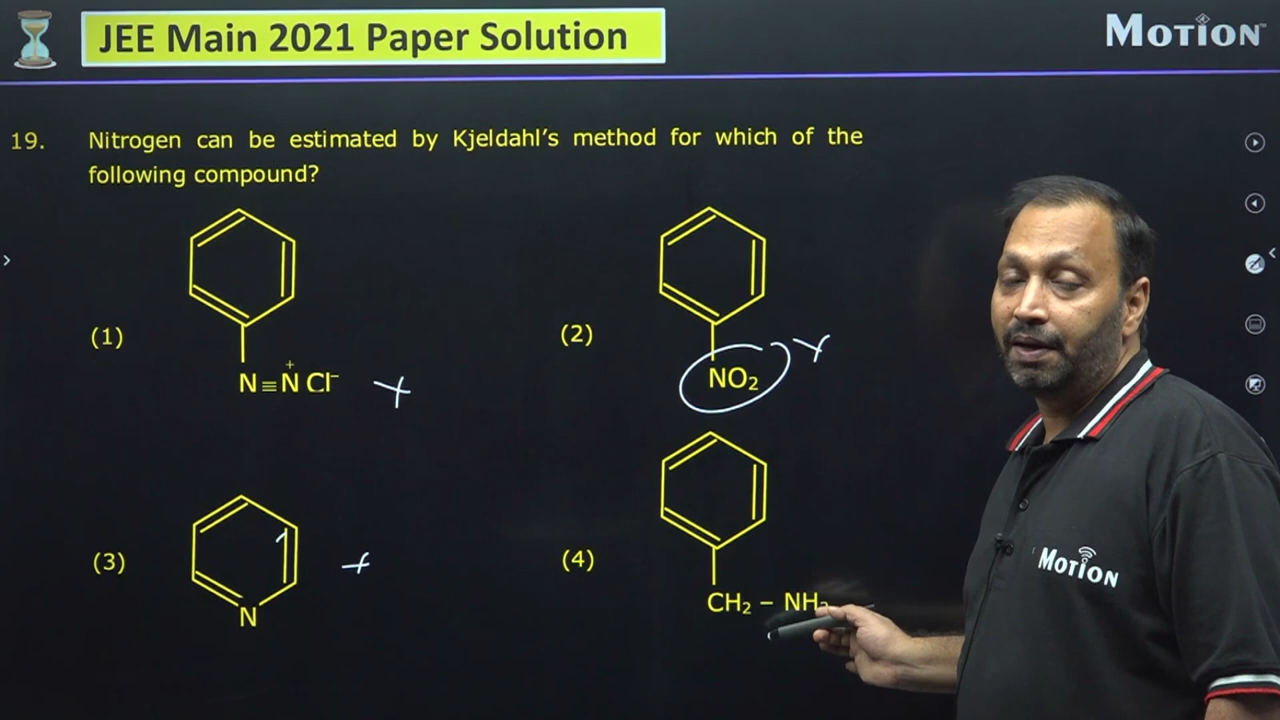 JEE Main 2021 Paper Solution
MOTION
19. Nitrogen can be estimated by Kjeldahl's method for which of the
following compound?
(1)
N≡N⁺ Cl⁻
(2)
NO₂
(3)
N
(4)
CH₂ – NH₂
MOTION